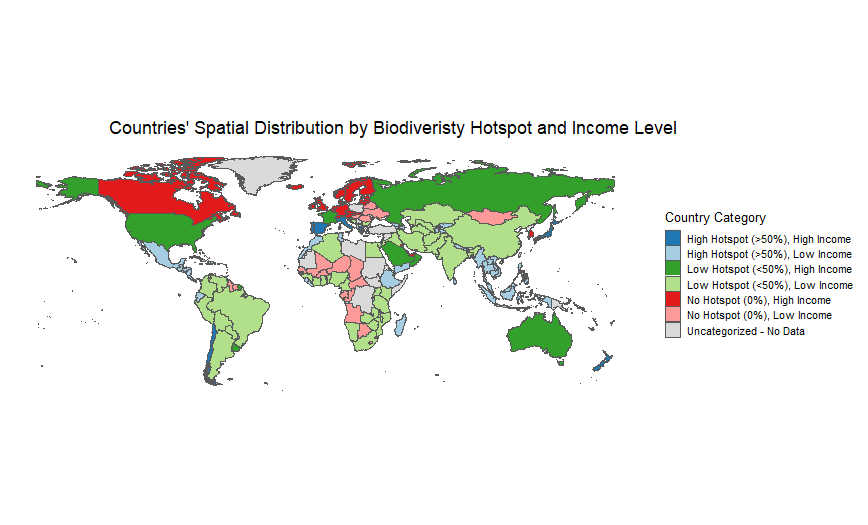 Countries' Spatial Distribution by Biodiveristy Hotspot and Income Level
Country Category
High Hotspot (>50%), High Income
High Hotspot (>50%), Low Income
Low Hotspot (<50%), High Income
Low Hotspot (<50%), Low Income
No Hotspot (0%), High Income
No Hotspot (0%), Low Income
Uncategorized - No Data